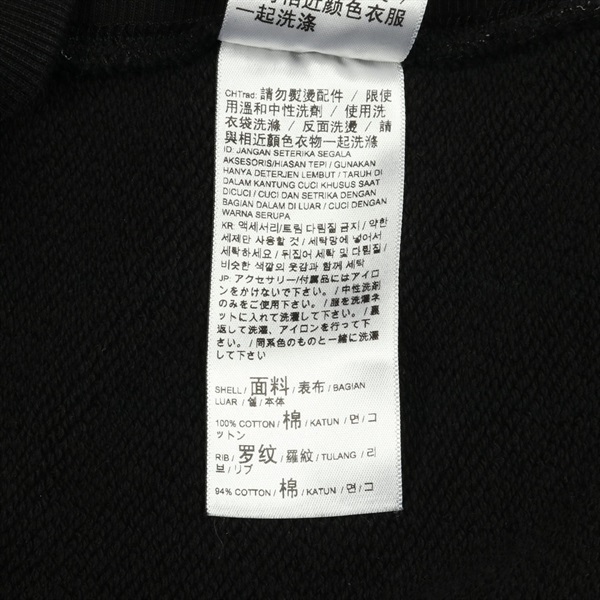 與相近颜色衣服
一起洗涤
CHTrad: 請勿熨燙配件 / 限使
用溫和中性洗劑 / 使用洗
衣袋洗滌 / 反面洗燙 / 請
與相近顏色衣物一起洗滌
ID: JANGAN SETERIKA SEGALA
AKSESORIS/HIASAN TEPI / GUNAKAN
HANYA DETERJEN LEMBUT / TARUH DI
DALAM KANTUNG CUCI KHUSUS SAAT
DICUCI / CUCI DAN SETRIKA DENGAN
BAGIAN DALAM DI LUAR / CUCI DENGAN
WARNA SERUPA
KR: 액세서리/트림 다림질 금지 / 약한
세제만 사용할 것 / 세탁망에 넣어서
세탁하세요 / 뒤집어 세탁 및 다림질 /
비슷한 색깔의 옷감과 함께 세탁
JP: アクセサリー/付属品にはアイロ
ンをかけないで下さい。 / 中性洗剤
のみをご使用下さい。 / 服を洗濯ネ
ットに入れて洗濯して下さい。 / 裏
返して洗濯、アイロンを行って下
さい。 / 同系色のものと一緒に洗濯
して下さい
SHELL / 面料 / 表布 / BAGIAN
LUAR / 쉘 / 本体
100% COTTON / 棉 / KATUN / 면 / コ
ットン
RIB / 罗纹 / 羅紋 / TULANG / 리
브 / リブ
94% COTTON / 棉 / KATUN / 면 / コ